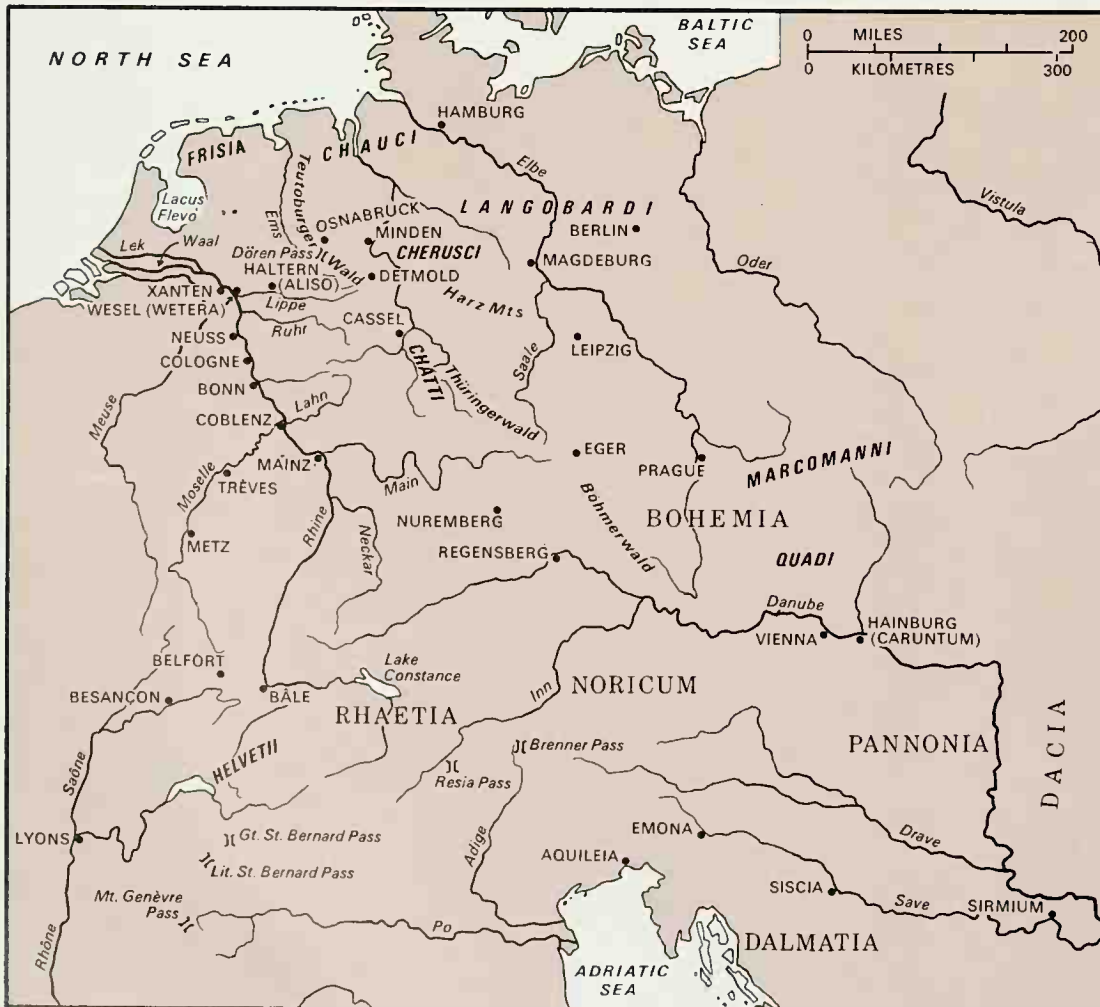 NORTH SEA
BALTIC
SEA
0 MILES 200
0 KILOMETRES 300
HAMBURG
FRISIA
CHAUCI
Elbe
Vistula
Lacus
Flevo
Ems
Teutoburger
Wald
OSNABRUCK
LANGOBARDI
MINDEN
BERLIN
CHERUSCI
Lek
Waal
Dören Pass
HALTERN
(ALISO)
DETMOLD
MAGDEBURG
Oder
XANTEN
WESEL (WETERA)
Lippe
Harz Mts
Ruhr
CASSEL
NEUSS
LEIPZIG
COLOGNE
CHATTI
Thüringerwald
Saale
BONN
Meuse
Lahn
COBLENZ
MAINZ
EGER
PRAGUE
MARCOMANNI
Moselle
TRÈVES
Main
NUREMBERG
Böhmerwald
BOHEMIA
METZ
Rhine
Neckar
REGENSBERG
QUADI
Danube
VIENNA
HAINBURG
(CARUNTUM)
BELFORT
Lake
Constance
BESANÇON
BÂLE
RHAETIA
Inn
NORICUM
HELVETII
Brenner Pass
PANNONIA
DACIA
Resia Pass
Saône
LYONS
Gt. St. Bernard Pass
Lit. St. Bernard Pass
Adige
EMONA
Drave
AQUILEIA
Mt. Genèvre
Pass
SISCIA
Save
SIRMIUM
Rhône
Po
DALMATIA
ADRIATIC
SEA